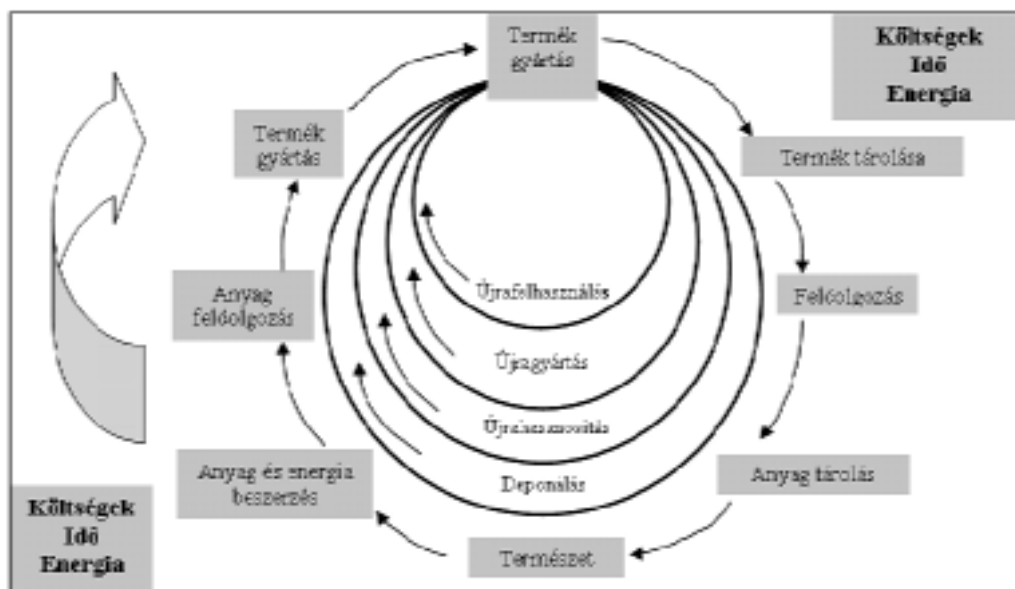 Termék
gyártás
Költségek
Idő
Energia
Termék
gyártás
Termék tárolása
Újrafelhasználás
Anyag
feldolgozás
Feldolgozás
Újragyártás
Újrahasznosítás
Anyag és energia
beszerzés
Deponálás
Anyag tárolás
Költségek
Idő
Energia
Természet